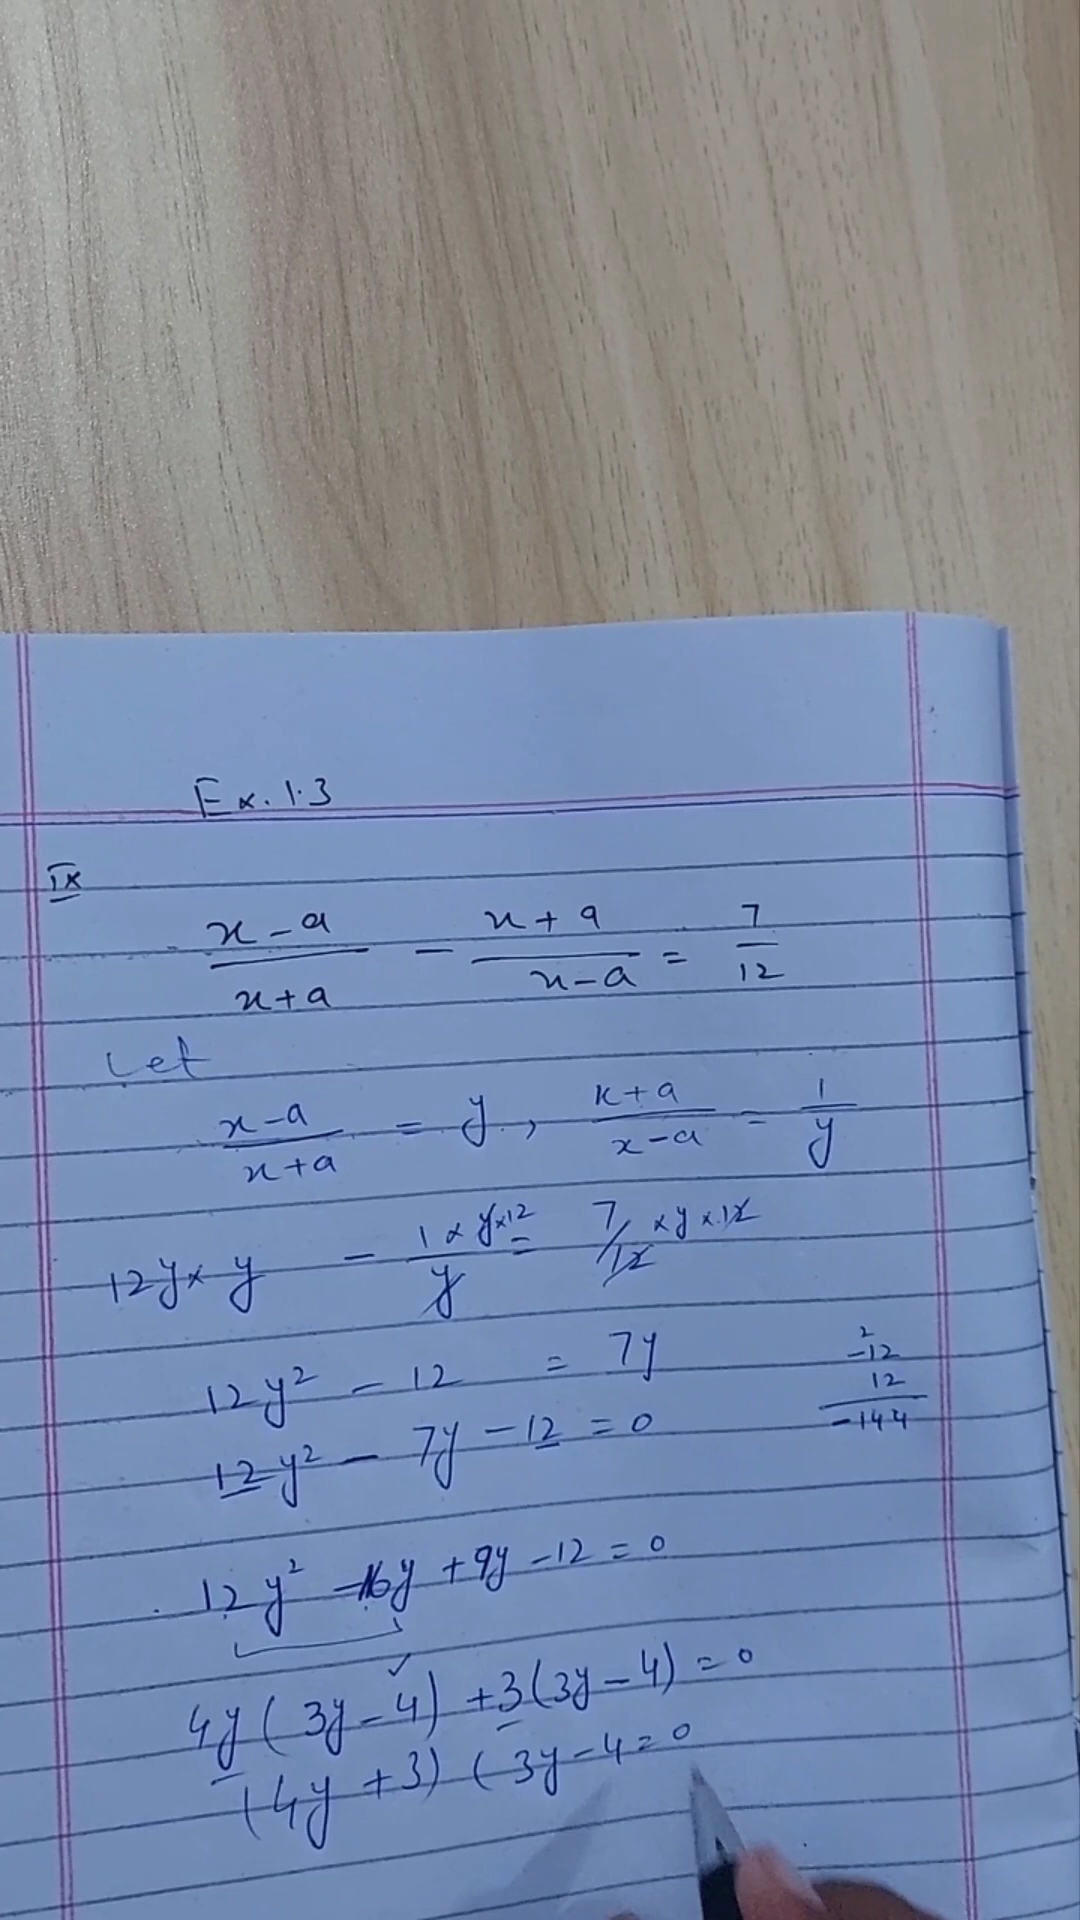 Ex. 1.3
ix
x-a/x+a - x+a/x-a = 7/12
Let
x-a/x+a = y, x+a/x-a = 1/y
12y×y - 1×y×12/y = 7/12×y×12
12y² - 12 = 7y
-12
12
-144
12y² - 7y - 12 = 0
12y² - 16y + 9y - 12 = 0
4y(3y-4) + 3(3y-4) = 0
(4y+3)(3y-4=0